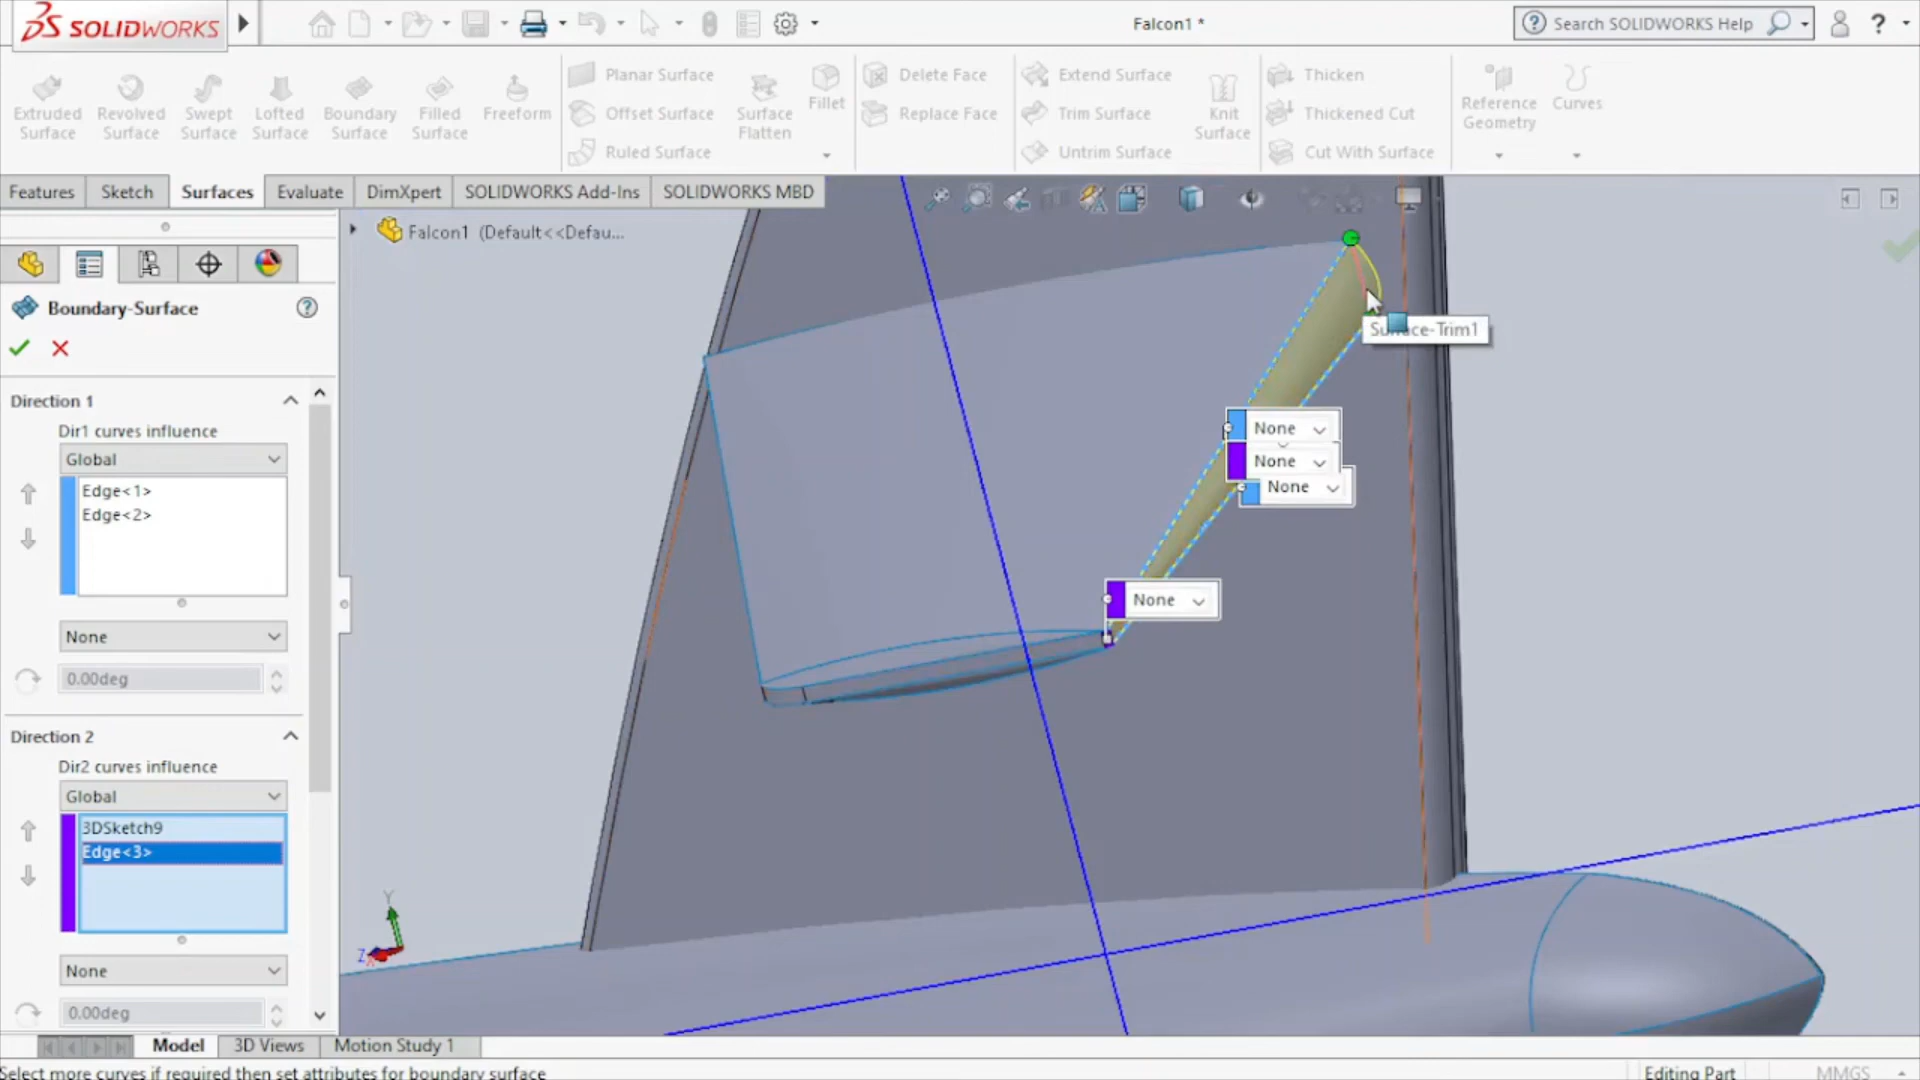 SOLIDWORKS
Falcon1 *
Search SOLIDWORKS Help
?
Extruded Surface
Revolved Surface
Swept Surface
Lofted Surface
Boundary Surface
Filled Surface
Freeform
Planar Surface
Offset Surface
Ruled Surface
Surface Flatten
Fillet
Delete Face
Replace Face
Extend Surface
Trim Surface
Untrim Surface
Knit Surface
Thicken
Thickened Cut
Cut With Surface
Reference Geometry
Curves
Features
Sketch
Surfaces
Evaluate
DimXpert
SOLIDWORKS Add-Ins
SOLIDWORKS MBD
Falcon1 (Default<<Defau...
Boundary-Surface
?
Direction 1
Dir1 curves influence
Global
Edge<1>
Edge<2>
None
0.00deg
Direction 2
Dir2 curves influence
Global
3DSketch9
Edge<3>
None
0.00deg
Surface-Trim1
None
None
None
None
Y
Z
Model
3D Views
Motion Study 1
Select more curves if required then set attributes for boundary surface
Editing Part
MMGS